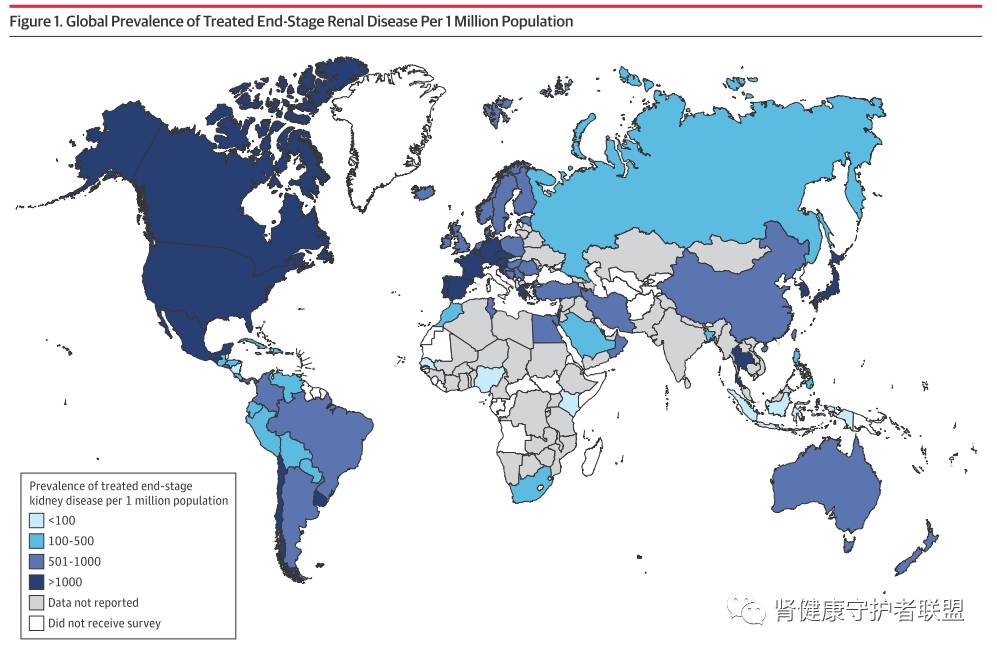 Figure 1. Global Prevalence of Treated End-Stage Renal Disease Per 1 Million Population
Prevalence of treated end-stage
kidney disease per 1 million population
<100
100-500
501-1000
>1000
Data not reported
Did not receive survey
肾健康守护者联盟